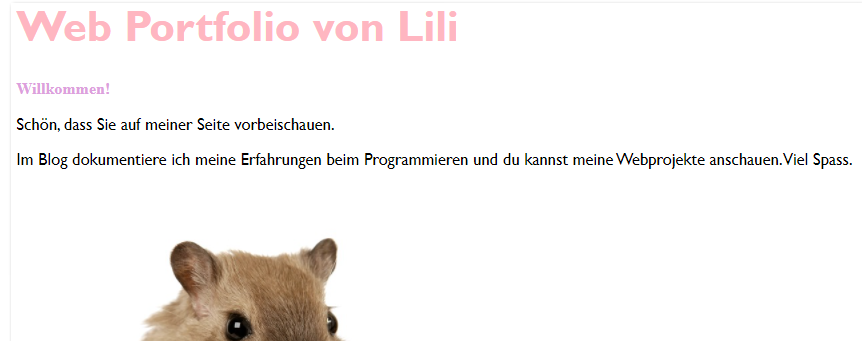 Web Portfolio von Lili
Willkommen!
Schön, dass Sie auf meiner Seite vorbeischauen.
Im Blog dokumentiere ich meine Erfahrungen beim Programmieren und du kannst meine Webprojekte anschauen.Viel Spass.